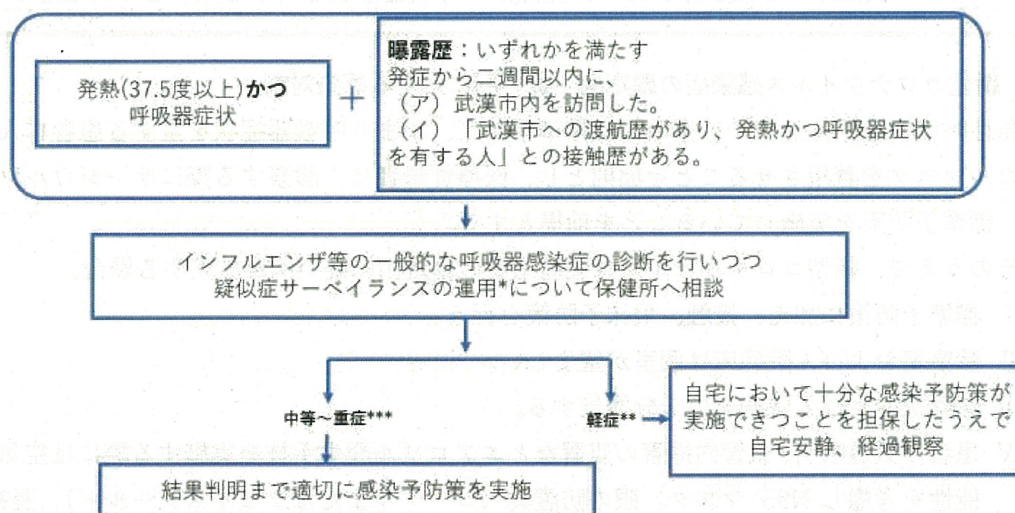 発熱(37.5度以上)かつ
呼吸器症状
+
曝露歴：いずれかを満たす
発症から二週間以内に、
（ア）武漢市内を訪問した。
（イ）「武漢市への渡航歴があり、発熱かつ呼吸器症状
を有する人」との接触歴がある。
インフルエンザ等の一般的な呼吸器感染症の診断を行いつつ
疑似症サーベイランスの運用*について保健所へ相談
中等～重症***
軽症**
自宅において十分な感染予防策が
実施できつことを担保したうえで
自宅安静、経過観察
結果判明まで適切に感染予防策を実施